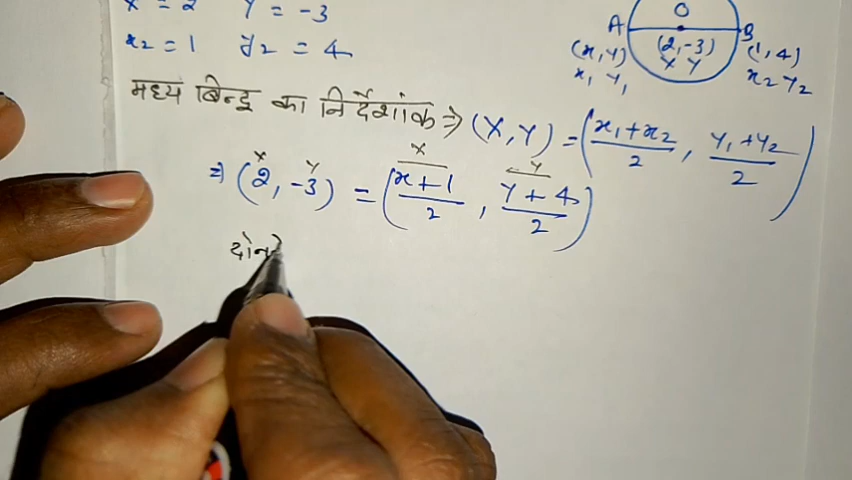 X = 2 Y = -3
x₂ = 1 y₂ = 4
O
A B
(x, y) (2, -3) (1, 4)
x₁ y₁ X Y x₂ y₂
मध्य बिन्दू का निर्देशांक ⇒ (X, Y) = (x₁+x₂/2, y₁+y₂/2)
X Y X Y
⇒ (2, -3) = (x+1/2, y+4/2)